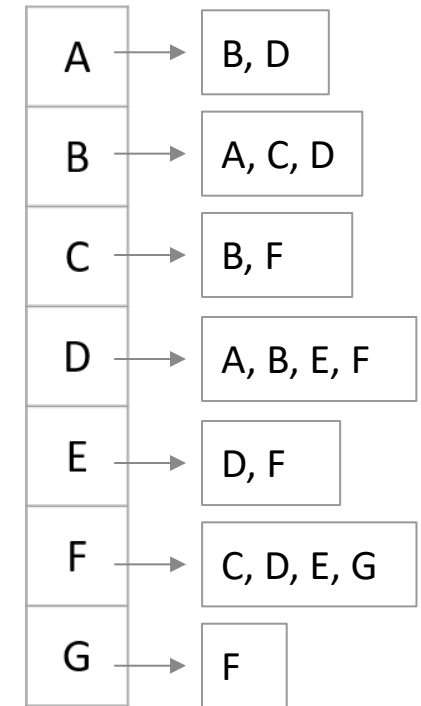 A B, D
B A, C, D
C B, F
D A, B, E, F
E D, F
F C, D, E, G
G F